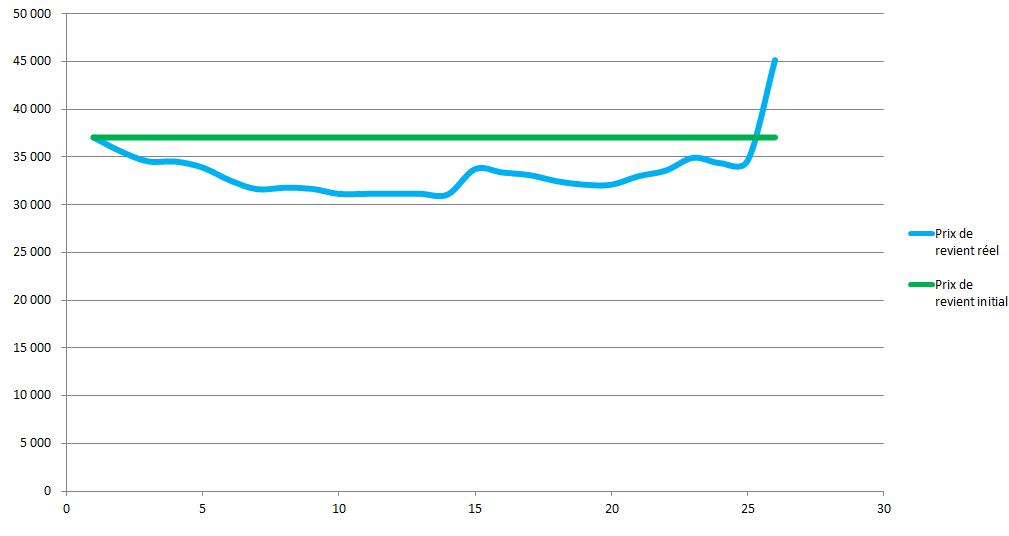 50 000
45 000
40 000
35 000
30 000
25 000
20 000
15 000
10 000
5 000
0
0 5 10 15 20 25 30
Prix de
revient réel
Prix de
revient initial